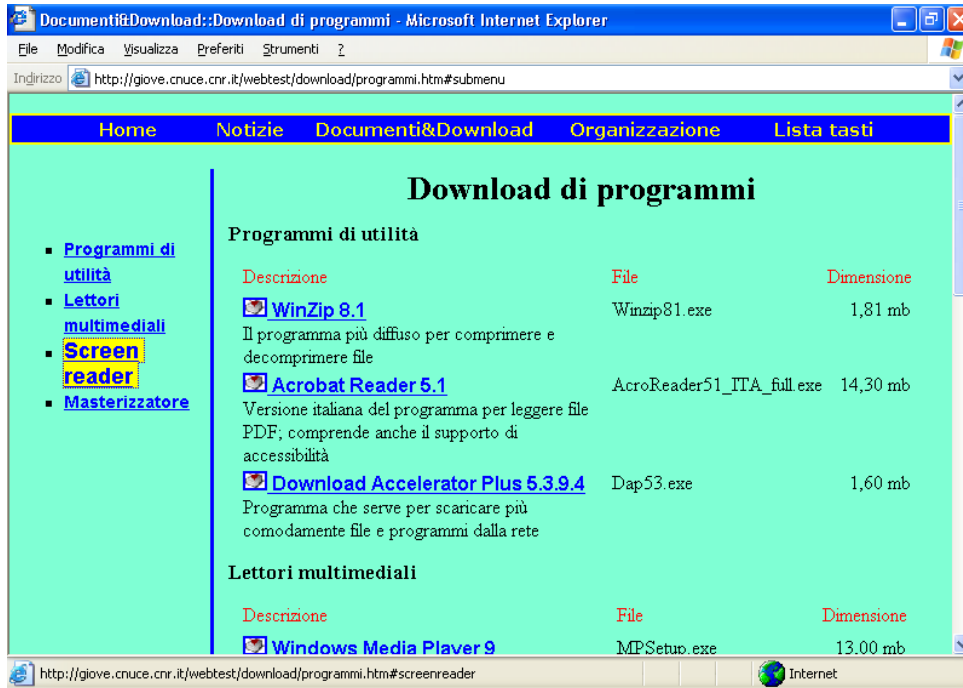 Documenti&Download::Download di programmi - Microsoft Internet Explorer
File Modifica Visualizza Preferiti Strumenti ?
Indirizzo http://giove.cnuce.cnr.it/webtest/download/programmi.htm#submenu
Home Notizie Documenti&Download Organizzazione Lista tasti
Programmi di
utilità
Lettori
multimediali
Screen
reader
Masterizzatore
Download di programmi
Programmi di utilità
Descrizione File Dimensione
WinZip 8.1 Winzip81.exe 1,81 mb
Il programma più diffuso per comprimere e
decomprimere file
Acrobat Reader 5.1 AcroReader51_ITA_full.exe 14,30 mb
Versione italiana del programma per leggere file
PDF; comprende anche il supporto di
accessibilità
Download Accelerator Plus 5.3.9.4 Dap53.exe 1,60 mb
Programma che serve per scaricare più
comodamente file e programmi dalla rete
Lettori multimediali
Descrizione File Dimensione
Windows Media Player 9 MPSetup.exe 13,00 mb
http://giove.cnuce.cnr.it/webtest/download/programmi.htm#screenreader Internet